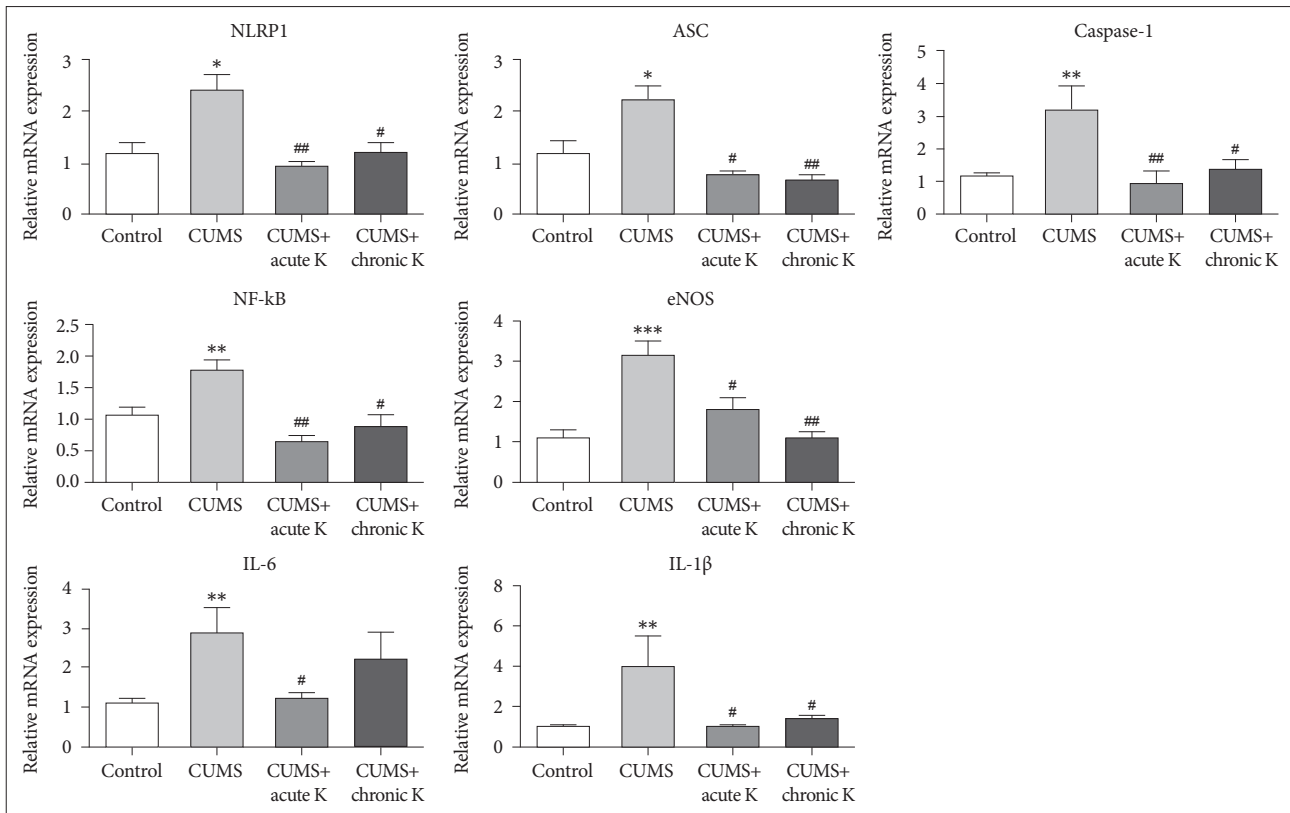 NLRP1
Relative mRNA expression
3
2
1
0
*
##
#
Control
CUMS
CUMS+
acute K
CUMS+
chronic K
ASC
Relative mRNA expression
3
2
1
0
*
#
##
Control
CUMS
CUMS+
acute K
CUMS+
chronic K
Caspase-1
Relative mRNA expression
5
4
3
2
1
0
**
##
#
Control
CUMS
CUMS+
acute K
CUMS+
chronic K
NF-kB
Relative mRNA expression
2.5
2.0
1.5
1.0
0.5
0.0
**
##
#
Control
CUMS
CUMS+
acute K
CUMS+
chronic K
eNOS
Relative mRNA expression
4
3
2
1
0
***
#
##
Control
CUMS
CUMS+
acute K
CUMS+
chronic K
IL-6
Relative mRNA expression
4
3
2
1
0
**
#
Control
CUMS
CUMS+
acute K
CUMS+
chronic K
IL-1β
Relative mRNA expression
8
6
4
2
0
**
#
#
Control
CUMS
CUMS+
acute K
CUMS+
chronic K